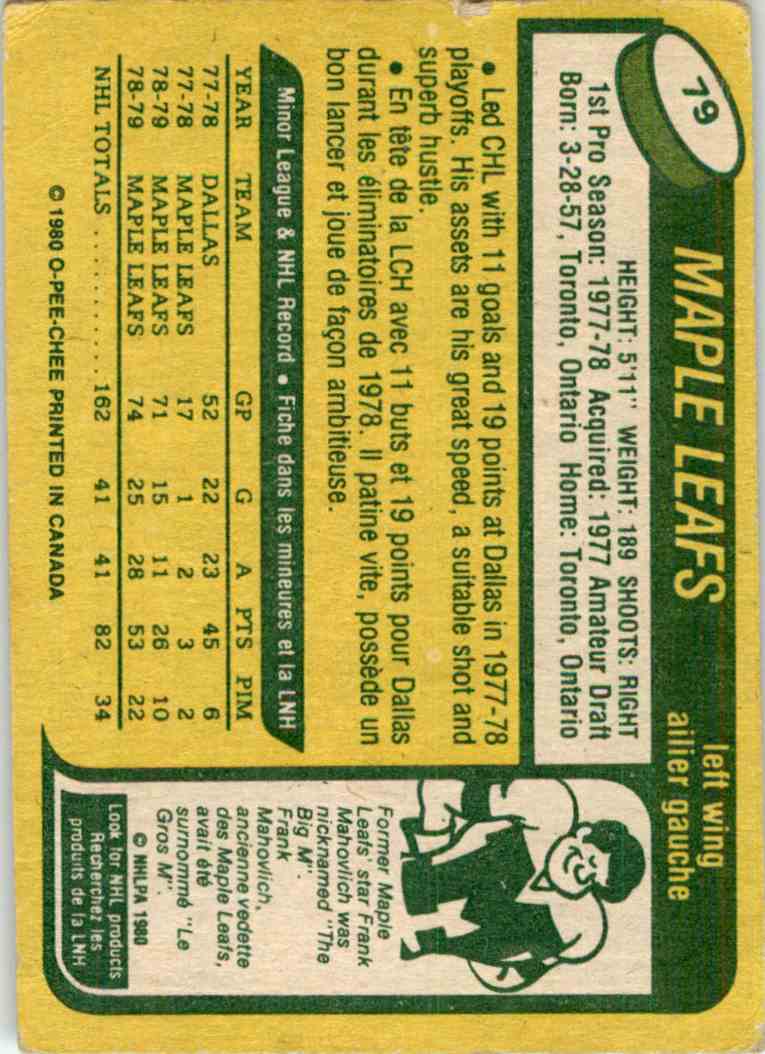 79
MAPLE LEAFS
left wing
ailier gauche
HEIGHT: 5'11" WEIGHT: 189 SHOOTS: RIGHT
1st Pro Season: 1977-78 Acquired: 1977 Amateur Draft
Born: 3-28-57, Toronto, Ontario Home: Toronto, Ontario
• Led CHL with 11 goals and 19 points at Dallas in 1977-78
playoffs. His assets are his great speed, a suitable shot and
superb hustle.
• En tête de la LCH avec 11 buts et 19 points pour Dallas
durant les éliminatoires de 1978. Il patine vite, possède un
bon lancer et joue de façon ambitieuse.
Minor League & NHL Record • Fiche dans les mineures et la LNH
YEAR TEAM GP G A PTS PIM
77-78 DALLAS 52 22 23 45 6
77-78 MAPLE LEAFS 17 1 2 3 2
78-79 MAPLE LEAFS 71 15 11 26 10
78-79 MAPLE LEAFS 74 25 28 53 22
NHL TOTALS .......... 162 41 41 82 34
© 1980 O-PEE-CHEE PRINTED IN CANADA
Former Maple
Leafs' star Frank
Mahovlich was
nicknamed "The
Big M".
Frank
Mahovlich,
ancienne vedette
des Maple Leafs,
avait été
surnommé "Le
Gros M".
© NHLPA 1980
Look for NHL products
Recherchez les
produits de la LNH